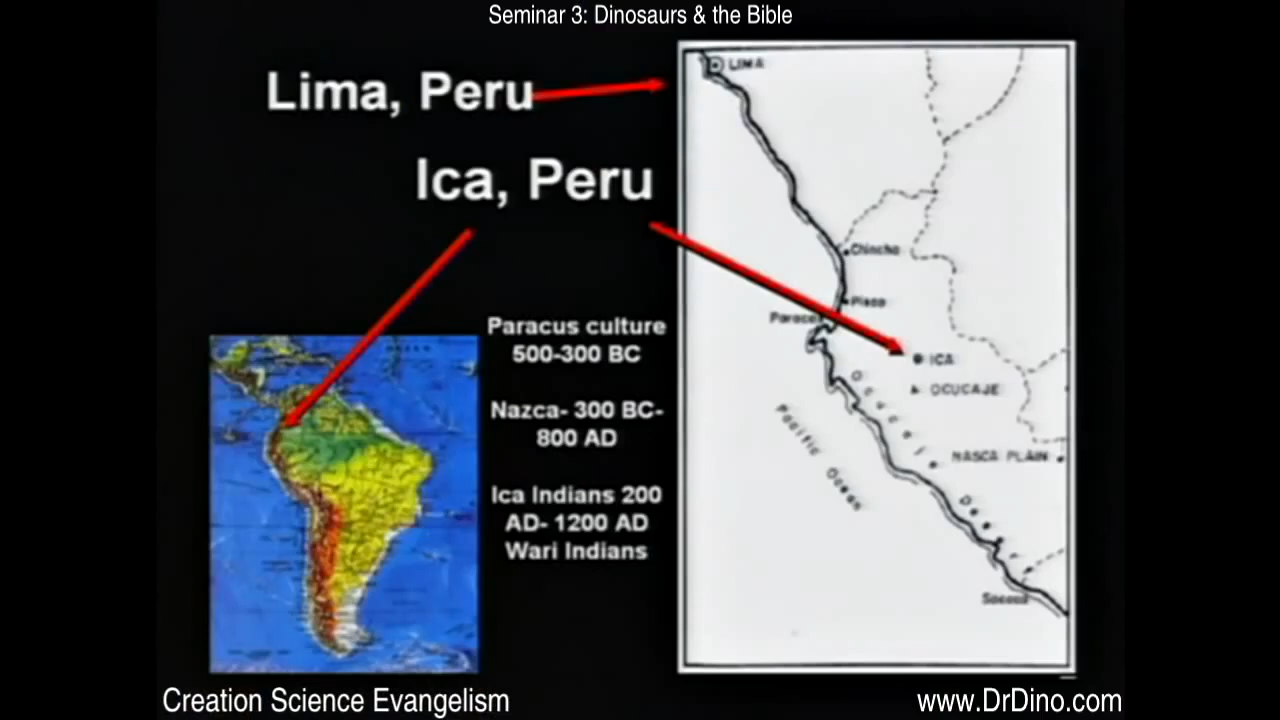 Seminar 3: Dinosaurs & the Bible
Lima, Peru
Ica, Peru
Paracus culture
500-300 BC
Nazca- 300 BC-
800 AD
Ica Indians 200
AD- 1200 AD
Wari Indians
LIMA
Chincha
Pisco
Paracas
ICA
OCUCAJE
NASCA PLAIN
Pacific Ocean
Creation Science Evangelism
www.DrDino.com